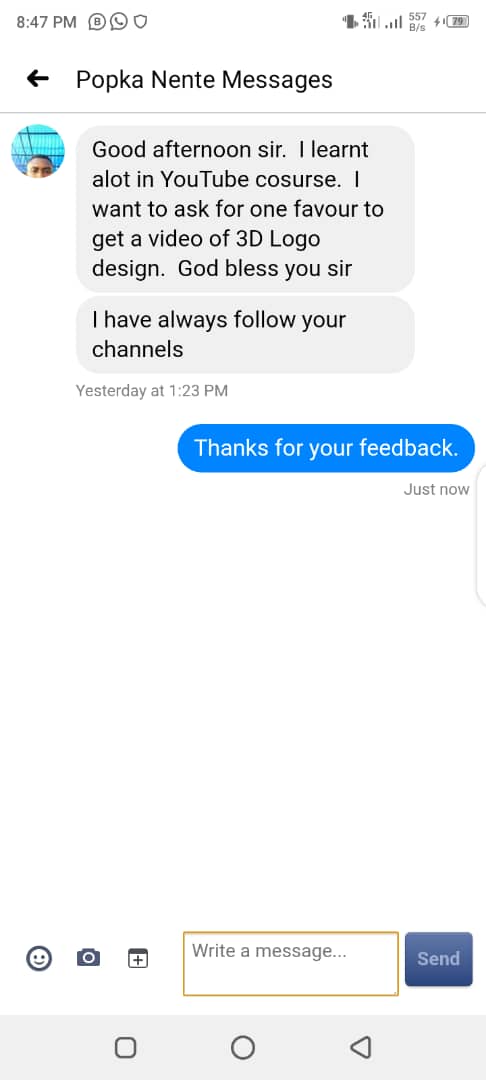 8:47 PM
4G
557
B/s
79
Popka Nente Messages
Good afternoon sir.  I learnt
alot in YouTube cosurse.  I
want to ask for one favour to
get a video of 3D Logo
design.  God bless you sir
I have always follow your
channels
Yesterday at 1:23 PM
Thanks for your feedback.
Just now
Write a message...
Send